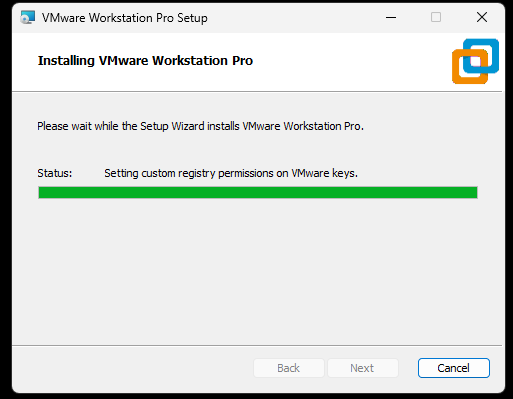 VMware Workstation Pro Setup
Installing VMware Workstation Pro
Please wait while the Setup Wizard installs VMware Workstation Pro.
Status: Setting custom registry permissions on VMware keys.
Back Next Cancel